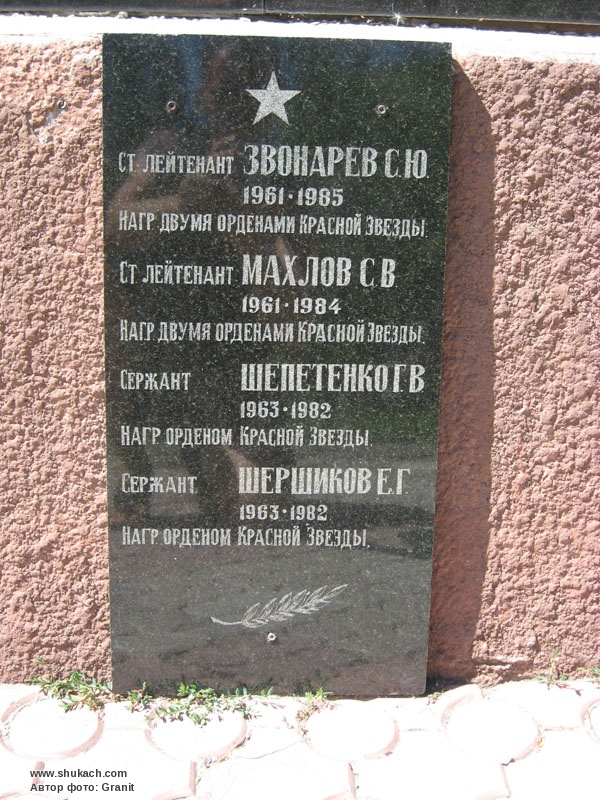 Ст. лейтенант ЗВОНАРЕВ С.Ю.
1961·1985
Нагр. двумя орденами Красной Звезды.
Ст. лейтенант МАХЛОВ С.В
1961·1984
Нагр. двумя орденами Красной Звезды.
Сержант ШЕПЕТЕНКО Г.В
1963·1982
Нагр орденом Красной Звезды.
Сержант. ШЕРШИКОВ Е.Г.
1963·1982
Нагр орденом Красной Звезды.
www.shukach.com
Автор фото: Granit